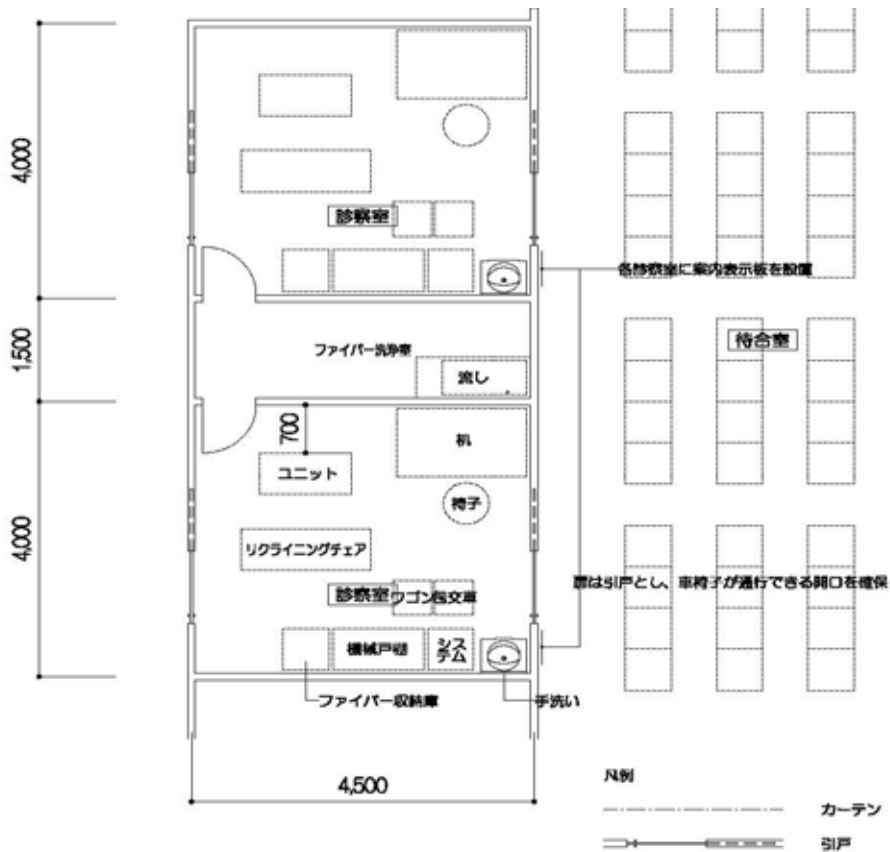 4,000
診察室
各診察室に案内表示板を設置
1,500
ファイバー洗浄室
流し
待合室
700
机
ユニット
椅子
4,000
リクライニングチェア
扉は引戸とし、車椅子が通行できる開口を確保
診察室
ワゴン
包交車
機械戸棚
システム
ファイバー収納庫
手洗い
4,500
凡例
カーテン
引戸